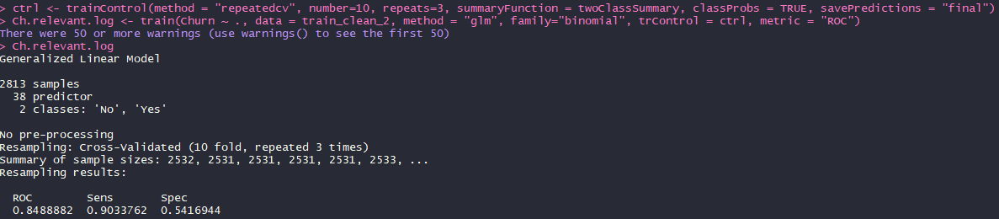 > ctrl <- trainControl(method = "repeatedcv", number=10, repeats=3, summaryFunction = twoClassSummary, classProbs = TRUE, savePredictions = "final")
> Ch.relevant.log <- train(Churn ~ ., data = train_clean_2, method = "glm", family="binomial", trControl = ctrl, metric = "ROC")
There were 50 or more warnings (use warnings() to see the first 50)
> Ch.relevant.log
Generalized Linear Model

2813 samples
  38 predictor
   2 classes: 'No', 'Yes'

No pre-processing
Resampling: Cross-Validated (10 fold, repeated 3 times)
Summary of sample sizes: 2532, 2531, 2531, 2531, 2531, 2533, ...
Resampling results:

  ROC        Sens       Spec
  0.8488882  0.9033762  0.5416944